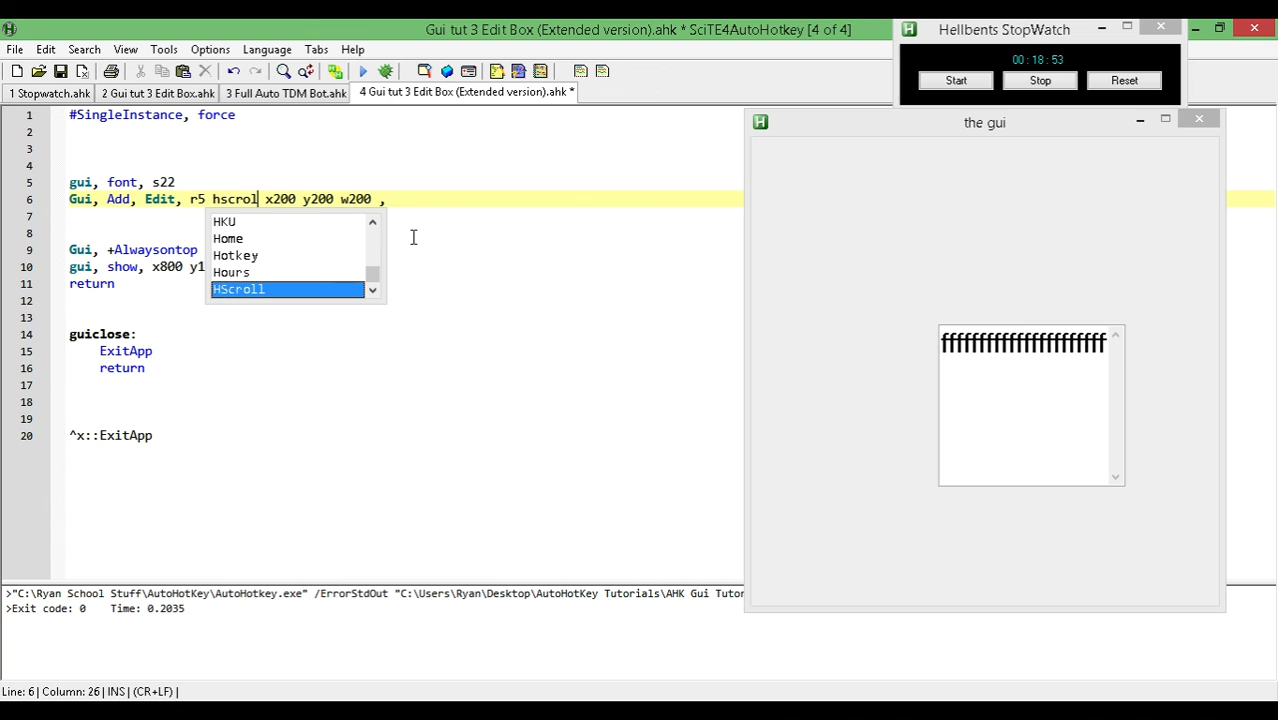 Gui tut 3 Edit Box (Extended version).ahk * SciTE4AutoHotkey [4 of 4]
Hellbents StopWatch
File Edit Search View Tools Options Language Tabs Help
00 : 18 : 53
Start Stop Reset
1 Stopwatch.ahk 2 Gui tut 3 Edit Box.ahk 3 Full Auto TDM Bot.ahk 4 Gui tut 3 Edit Box (Extended version).ahk *
1 #SingleInstance, force
2
3
4
5 gui, font, s22
6 Gui, Add, Edit, r5 hscrol x200 y200 w200 ,
7
8
9 Gui, +Alwaysontop
10 gui, show, x800 y1
11 return
12
13
14 guiclose:
15 ExitApp
16 return
17
18
19
20 ^x::ExitApp
HKU
Home
Hotkey
Hours
HScroll
the gui
ffffffffffffffffffffff
>"C:\Ryan School Stuff\AutoHotKey\AutoHotkey.exe" /ErrorStdOut "C:\Users\Ryan\Desktop\AutoHotKey Tutorials\AHK Gui Tutor
>Exit code: 0 Time: 0.2035
Line: 6 | Column: 26 | INS | (CR+LF) |